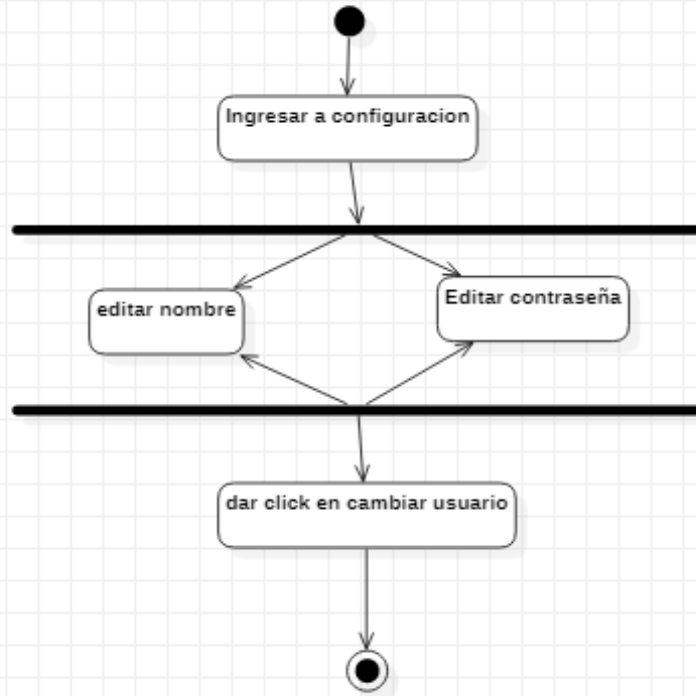 Ingresar a configuracion
editar nombre
Editar contraseña
dar click en cambiar usuario